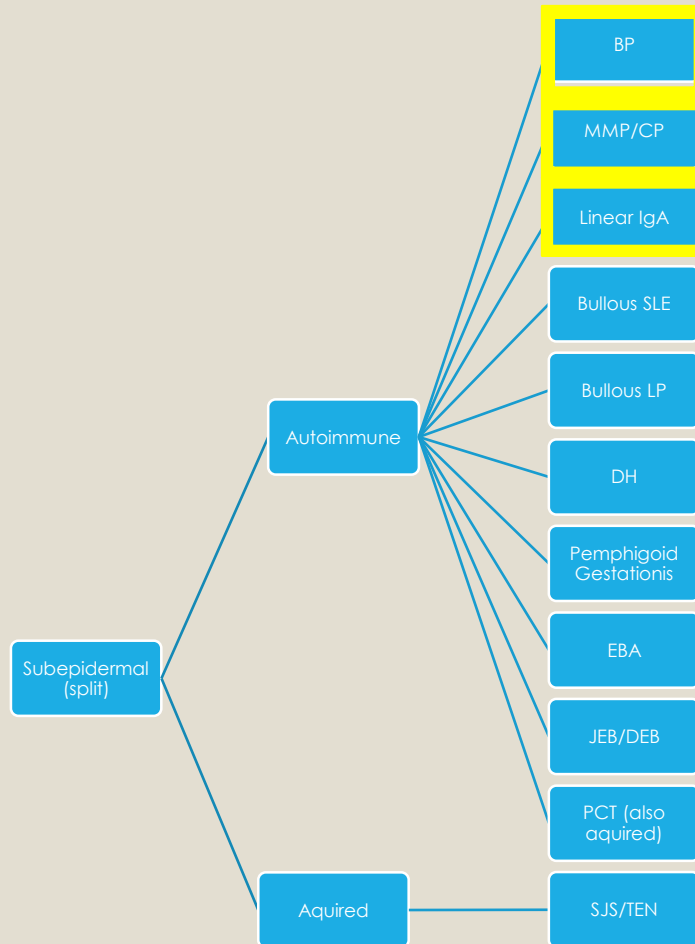 BP
MMP/CP
Linear IgA
Bullous SLE
Bullous LP
Autoimmune
DH
Pemphigoid
Gestationis
EBA
Subepidermal
(split)
JEB/DEB
PCT (also
aquired)
Aquired
SJS/TEN